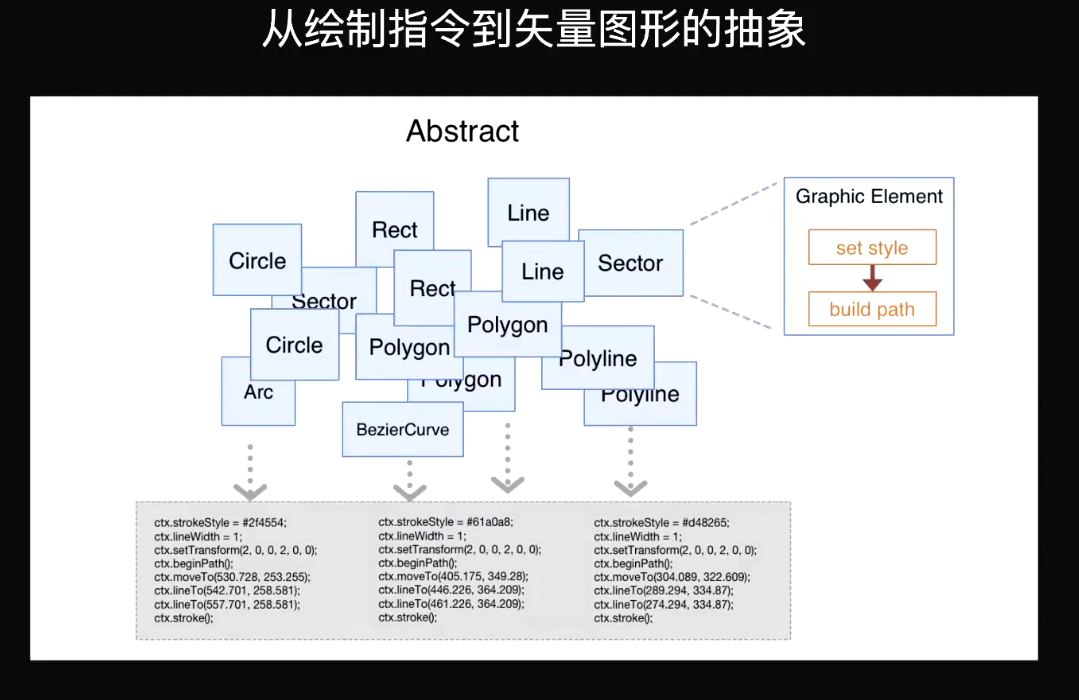 从绘制指令到矢量图形的抽象
Abstract
Circle
Rect
Line
Sector
Rect
Line
Sector
Circle
Polygon
Polygon
Polygon
Polyline
Polyline
Arc
BezierCurve
Graphic Element
set style
build path
ctx.strokeStyle = #2f4554;
ctx.lineWidth = 1;
ctx.setTransform(2, 0, 0, 2, 0, 0);
ctx.beginPath();
ctx.moveTo(530.728, 253.255);
ctx.lineTo(542.701, 258.581);
ctx.lineTo(557.701, 258.581);
ctx.stroke();
ctx.strokeStyle = #61a0a8;
ctx.lineWidth = 1;
ctx.setTransform(2, 0, 0, 2, 0, 0);
ctx.beginPath();
ctx.moveTo(405.175, 349.28);
ctx.lineTo(446.226, 364.209);
ctx.lineTo(461.226, 364.209);
ctx.stroke();
ctx.strokeStyle = #d48265;
ctx.lineWidth = 1;
ctx.setTransform(2, 0, 0, 2, 0, 0);
ctx.beginPath();
ctx.moveTo(304.089, 322.609);
ctx.lineTo(289.294, 334.87);
ctx.lineTo(274.294, 334.87);
ctx.stroke();